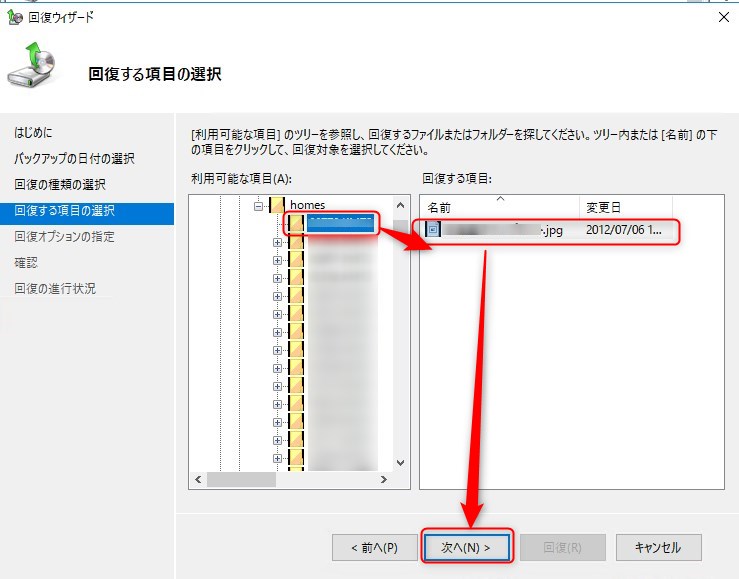 回復ウィザード
回復する項目の選択
はじめに
バックアップの日付の選択
回復の種類の選択
回復する項目の選択
回復オプションの指定
確認
回復の進行状況
[利用可能な項目] のツリーを参照し、回復するファイルまたはフォルダーを探してください。ツリー内または [名前] の下
の項目をクリックして、回復対象を選択してください。
利用可能な項目(A):
回復する項目:
homes
名前 変更日
.jpg 2012/07/06 1...
< 前へ(P) 次へ(N) > 回復(R) キャンセル